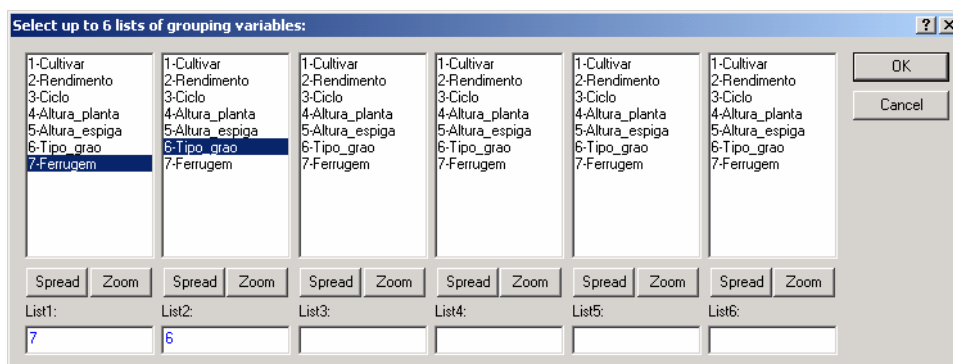 Select up to 6 lists of grouping variables:
1-Cultivar
2-Rendimento
3-Ciclo
4-Altura_planta
5-Altura_espiga
6-Tipo_grao
7-Ferrugem
1-Cultivar
2-Rendimento
3-Ciclo
4-Altura_planta
5-Altura_espiga
6-Tipo_grao
7-Ferrugem
1-Cultivar
2-Rendimento
3-Ciclo
4-Altura_planta
5-Altura_espiga
6-Tipo_grao
7-Ferrugem
1-Cultivar
2-Rendimento
3-Ciclo
4-Altura_planta
5-Altura_espiga
6-Tipo_grao
7-Ferrugem
1-Cultivar
2-Rendimento
3-Ciclo
4-Altura_planta
5-Altura_espiga
6-Tipo_grao
7-Ferrugem
1-Cultivar
2-Rendimento
3-Ciclo
4-Altura_planta
5-Altura_espiga
6-Tipo_grao
7-Ferrugem
OK
Cancel
Spread Zoom Spread Zoom Spread Zoom Spread Zoom Spread Zoom Spread Zoom
List1: List2: List3: List4: List5: List6:
7 6